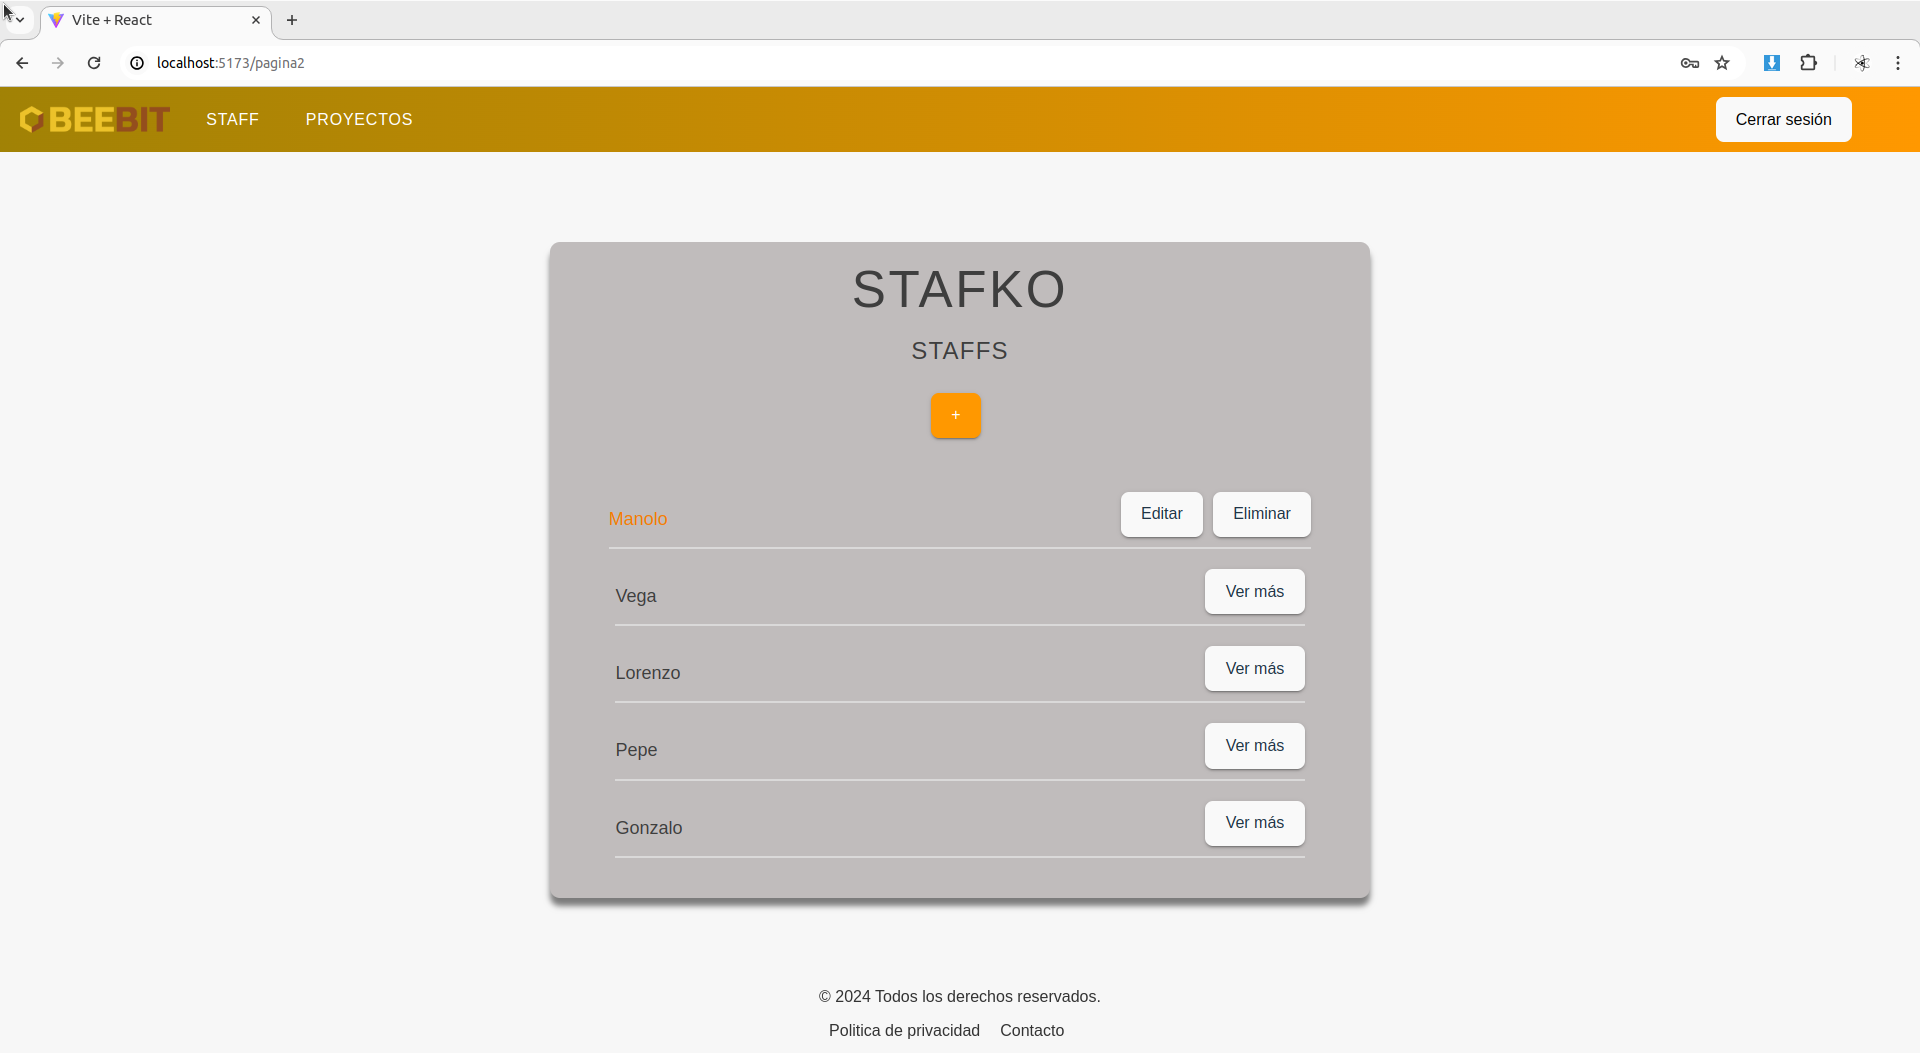 Vite + React
localhost:5173/pagina2
BEEBIT STAFF PROYECTOS Cerrar sesión
STAFKO
STAFFS
+
Manolo Editar Eliminar
Vega Ver más
Lorenzo Ver más
Pepe Ver más
Gonzalo Ver más
© 2024 Todos los derechos reservados.
Politica de privacidad Contacto